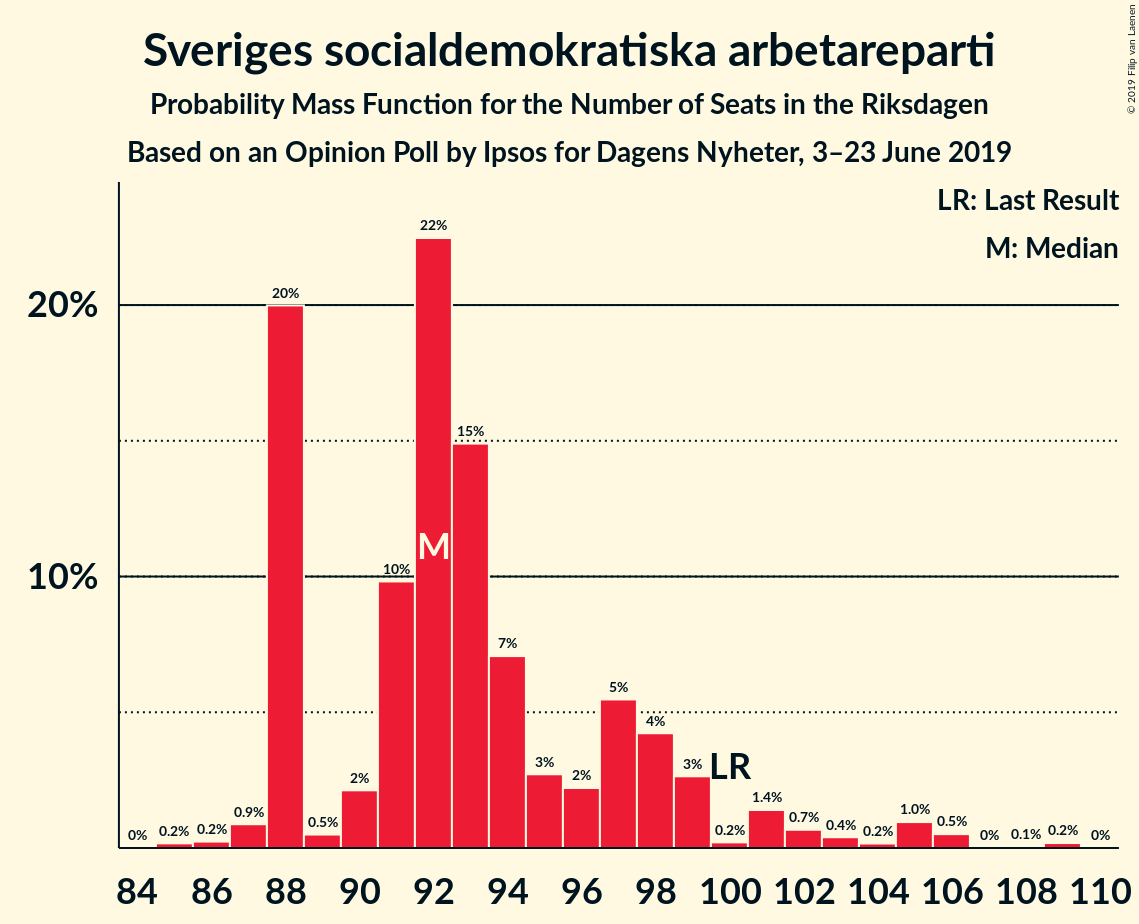 Sveriges socialdemokratiska arbetareparti
Probability Mass Function for the Number of Seats in the Riksdagen
Based on an Opinion Poll by Ipsos for Dagens Nyheter, 3–23 June 2019
© 2019 Filip van Laenen
LR: Last Result
M: Median
20%
10%
0% 0.2% 0.2% 0.9% 20% 0.5% 2% 10% 22% 15% 7% 3% 2% 5% 4% 3% 0.2% 1.4% 0.7% 0.4% 0.2% 1.0% 0.5% 0% 0.1% 0.2% 0%
M
LR
84 86 88 90 92 94 96 98 100 102 104 106 108 110